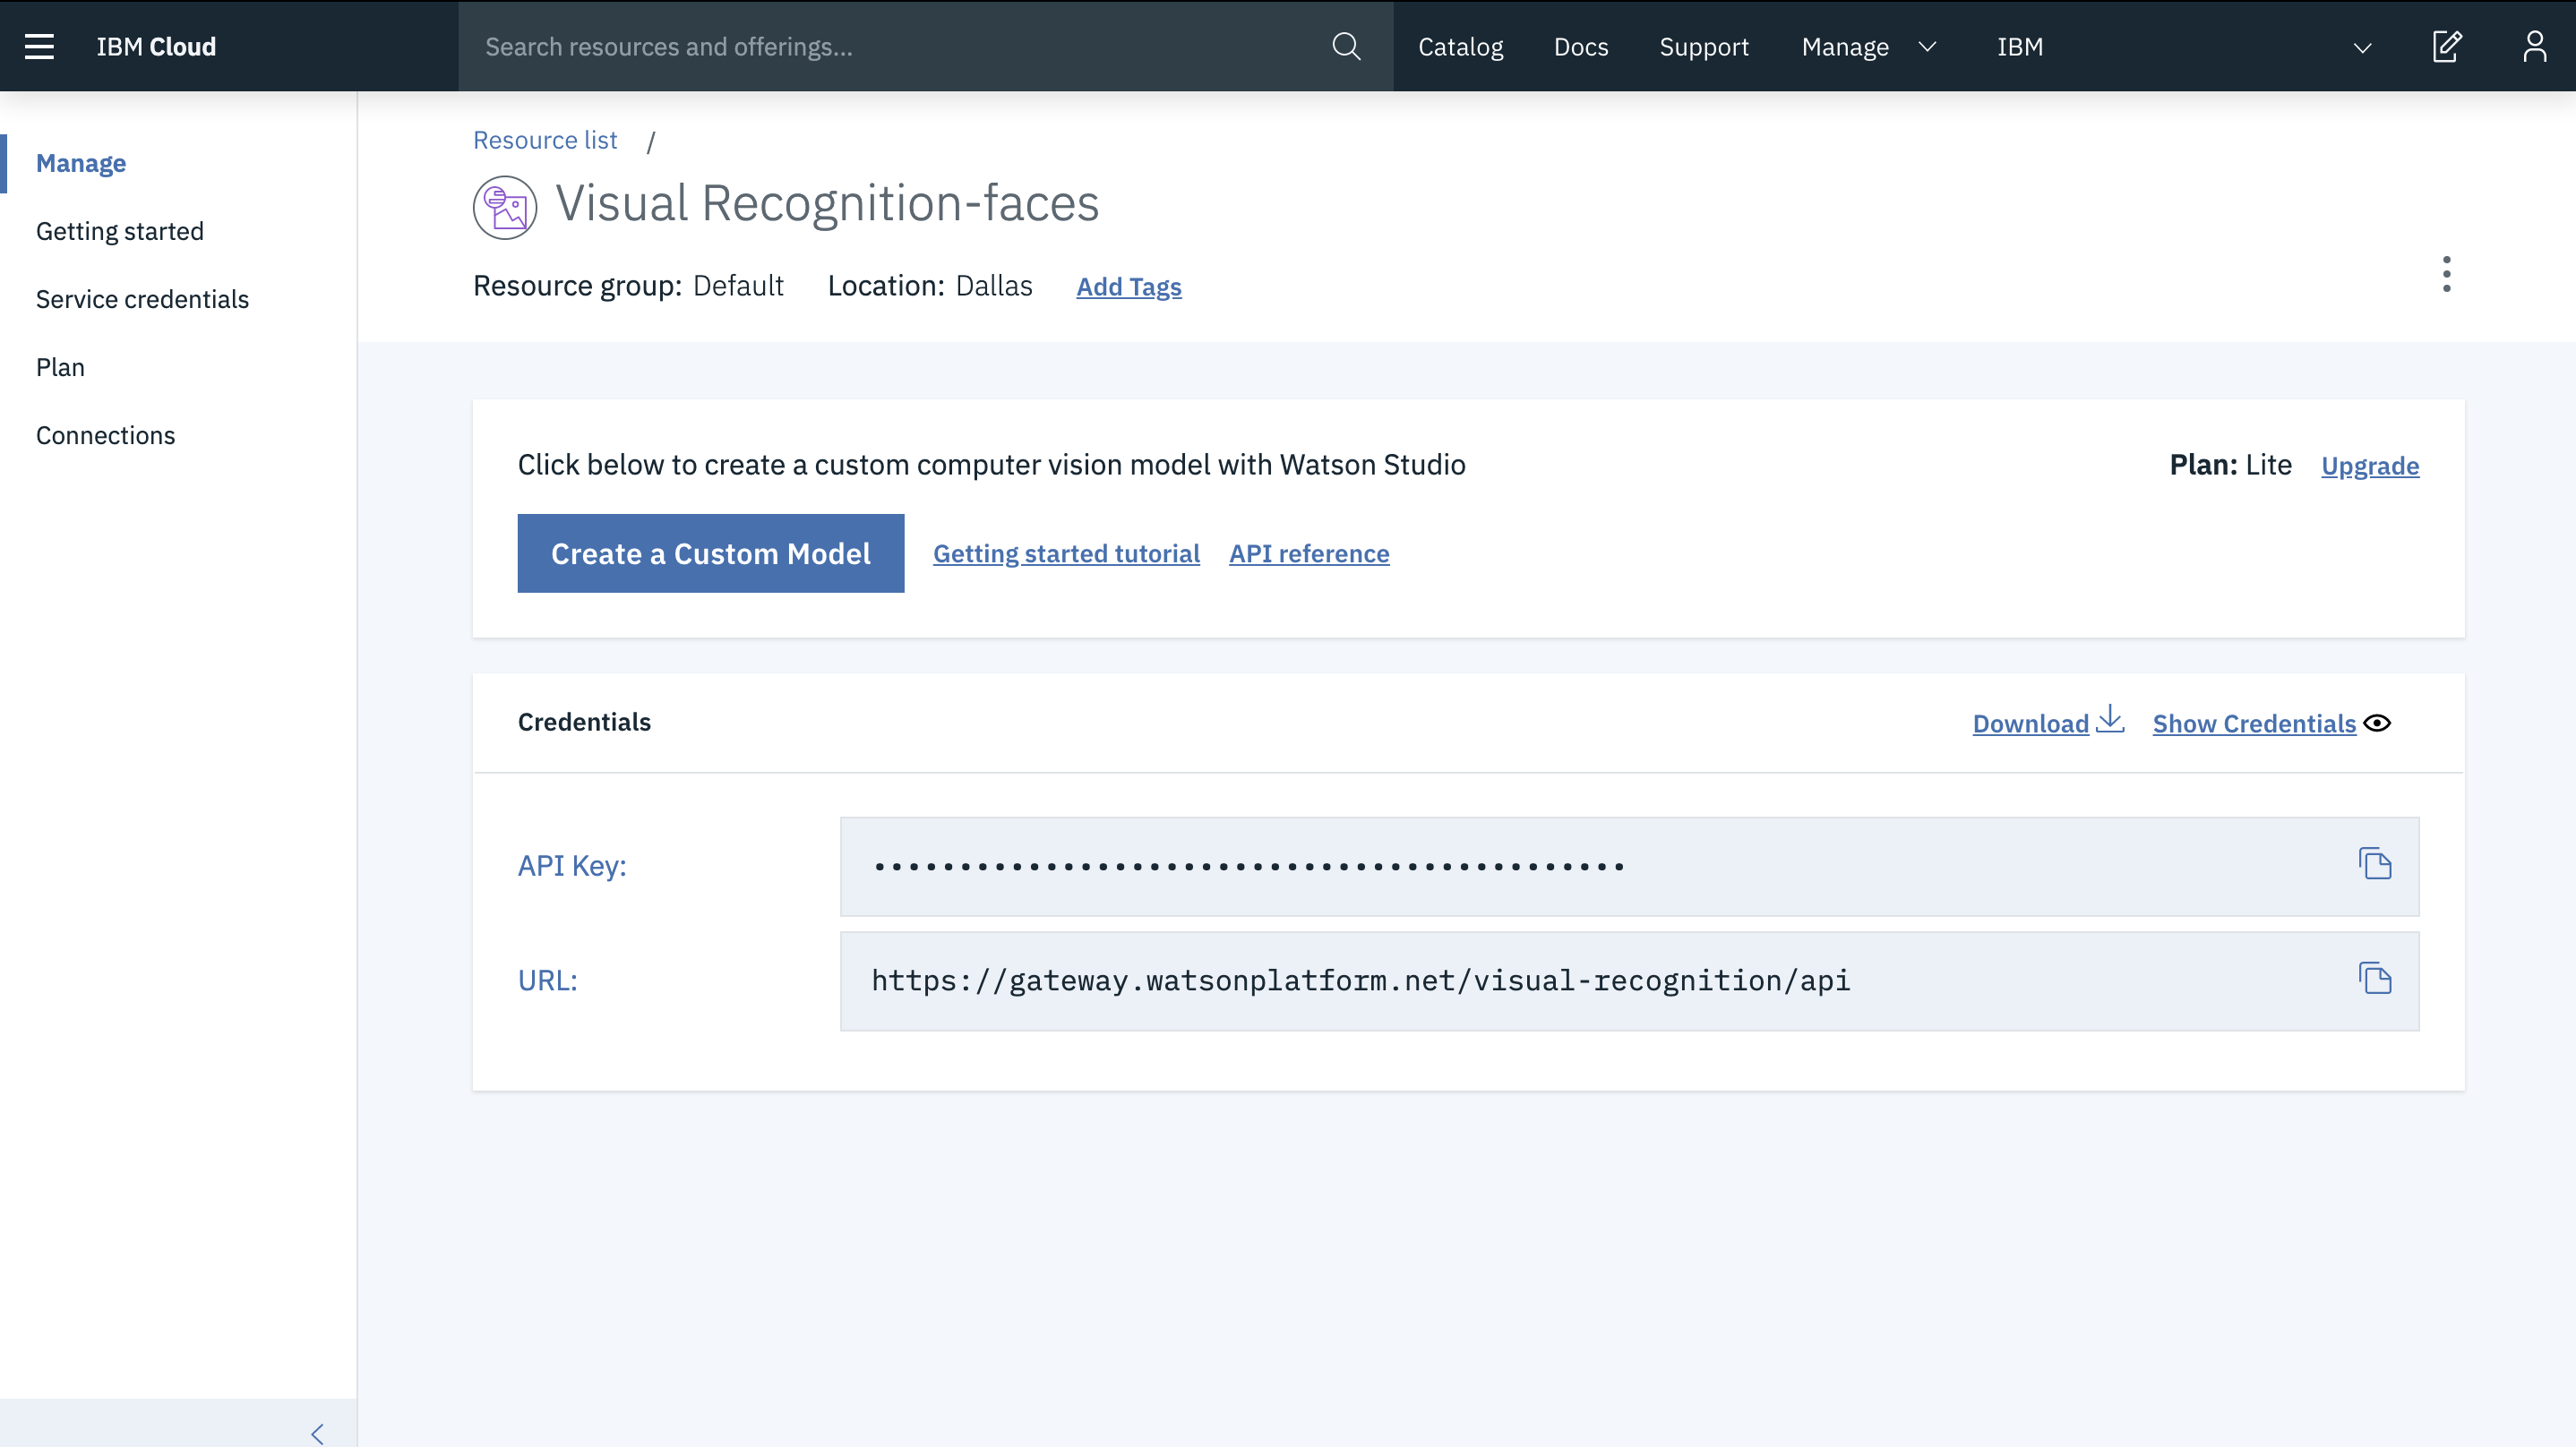 IBM Cloud
Search resources and offerings...
Catalog
Docs
Support
Manage
IBM
Manage
Getting started
Service credentials
Plan
Connections
Resource list /
Visual Recognition-faces
Resource group: Default Location: Dallas Add Tags
Click below to create a custom computer vision model with Watson Studio
Plan: Lite Upgrade
Create a Custom Model Getting started tutorial API reference
Credentials
Download Show Credentials
API Key: ••••••••••••••••••••••••••••••••••••••••••••
URL: https://gateway.watsonplatform.net/visual-recognition/api